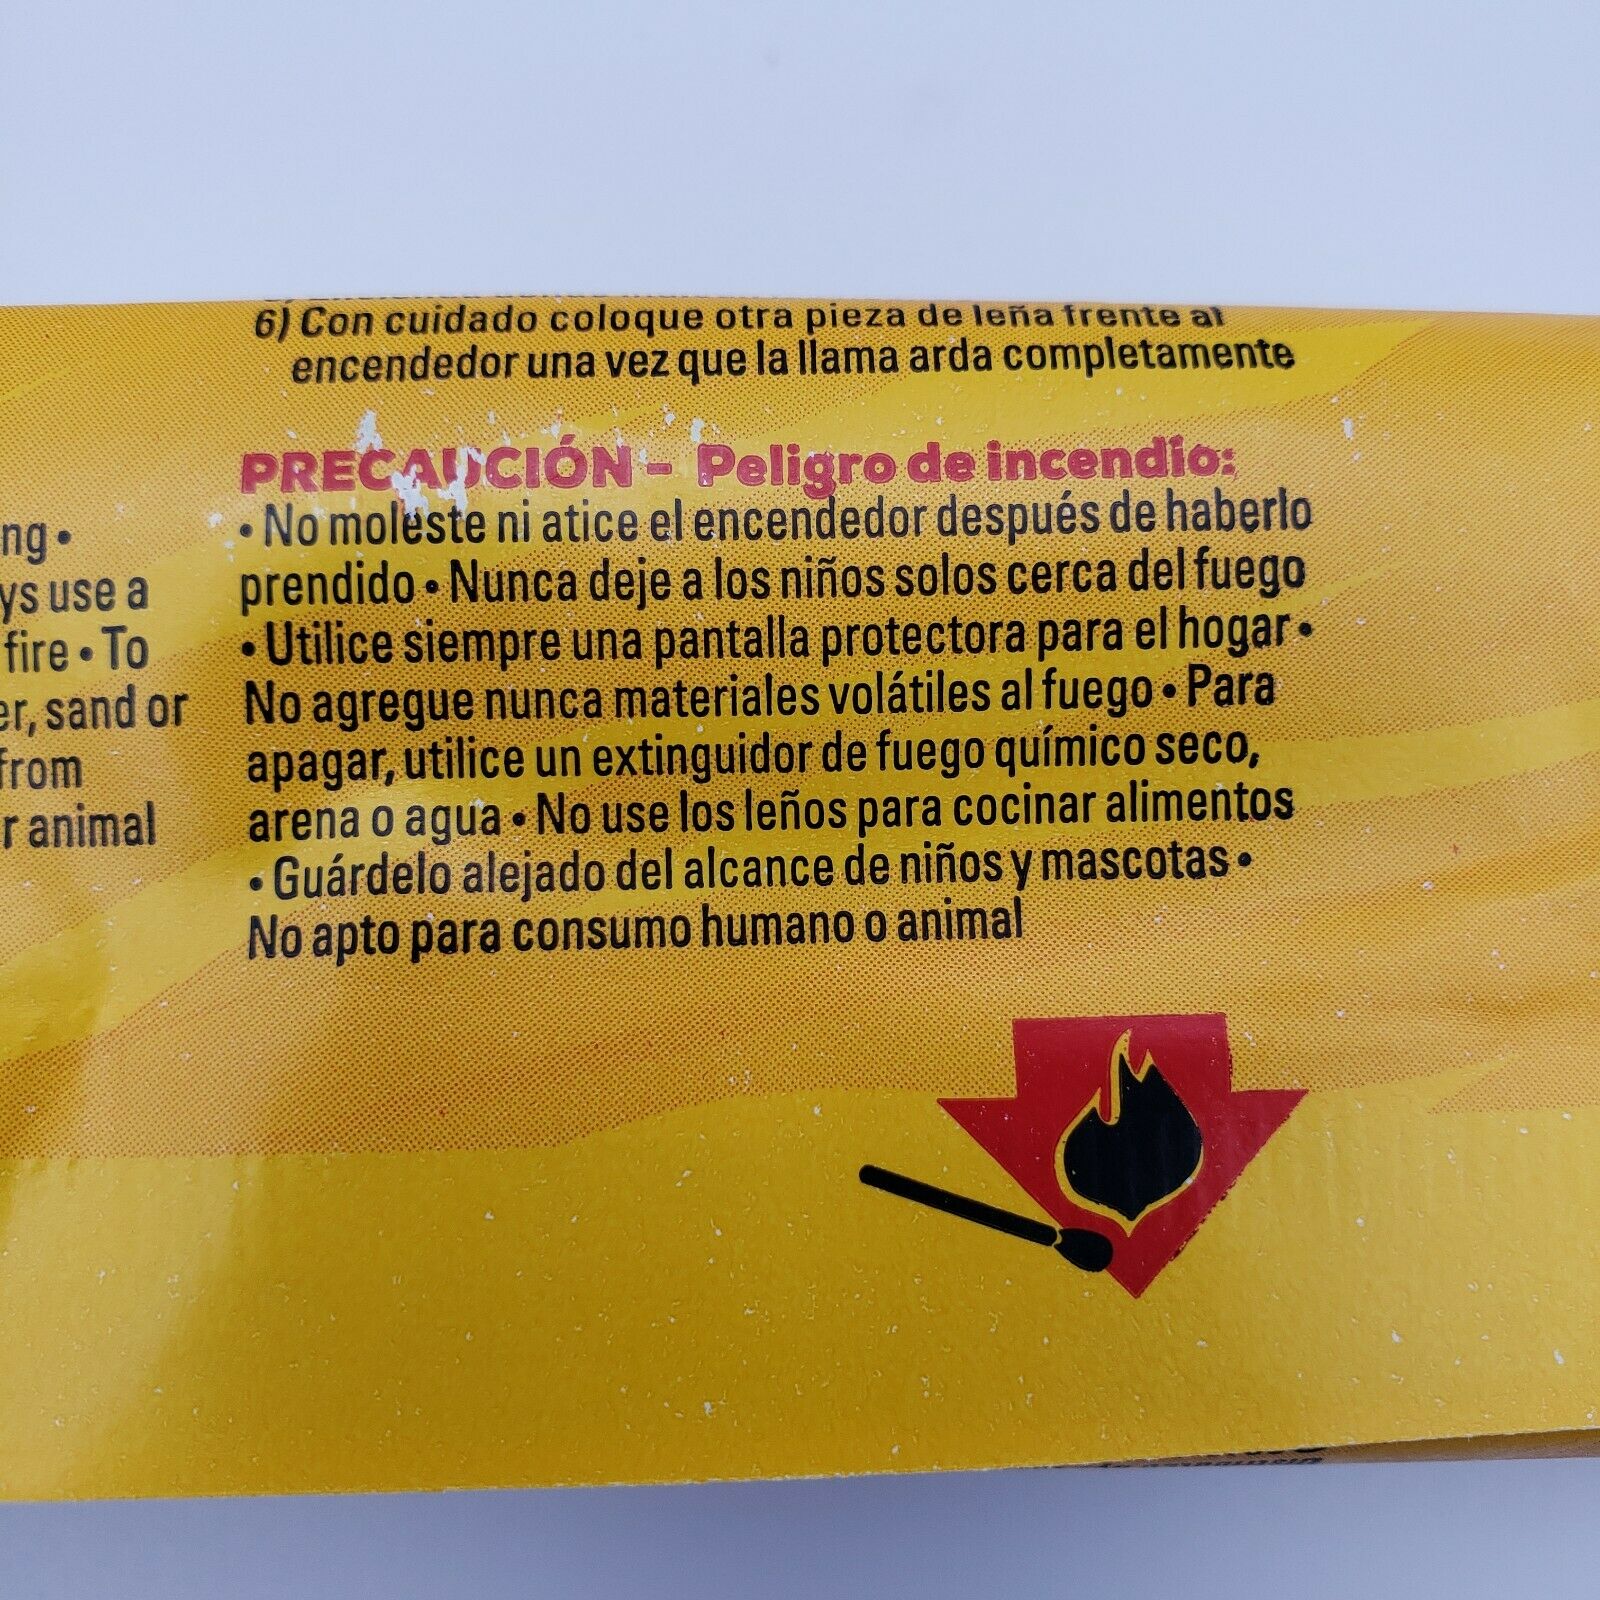 6) Con cuidado coloque otra pieza de leña frente al
encendedor una vez que la llama arda completamente
PRECAUCIÓN - Peligro de incendio:
• No moleste ni atice el encendedor después de haberlo
prendido • Nunca deje a los niños solos cerca del fuego
• Utilice siempre una pantalla protectora para el hogar •
No agregue nunca materiales volátiles al fuego • Para
apagar, utilice un extinguidor de fuego químico seco,
arena o agua • No use los leños para cocinar alimentos
• Guárdelo alejado del alcance de niños y mascotas •
No apto para consumo humano o animal
ng •
ys use a
fire • To
er, sand or
from
r animal